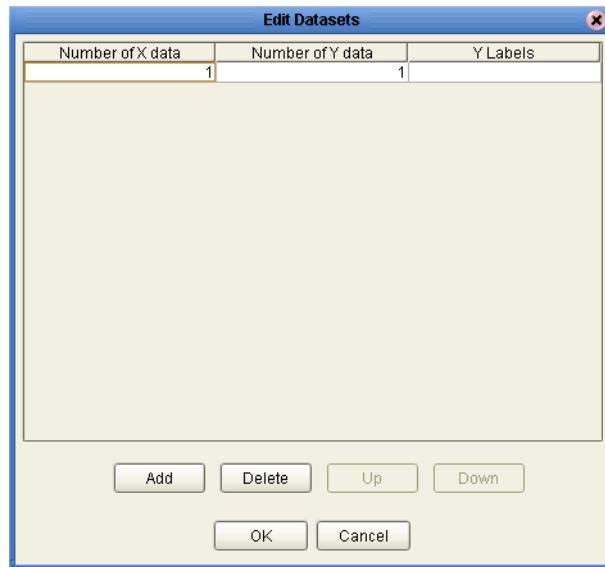 Edit Datasets
Number of X data Number of Y data Y Labels
1 1
Add Delete Up Down
OK Cancel